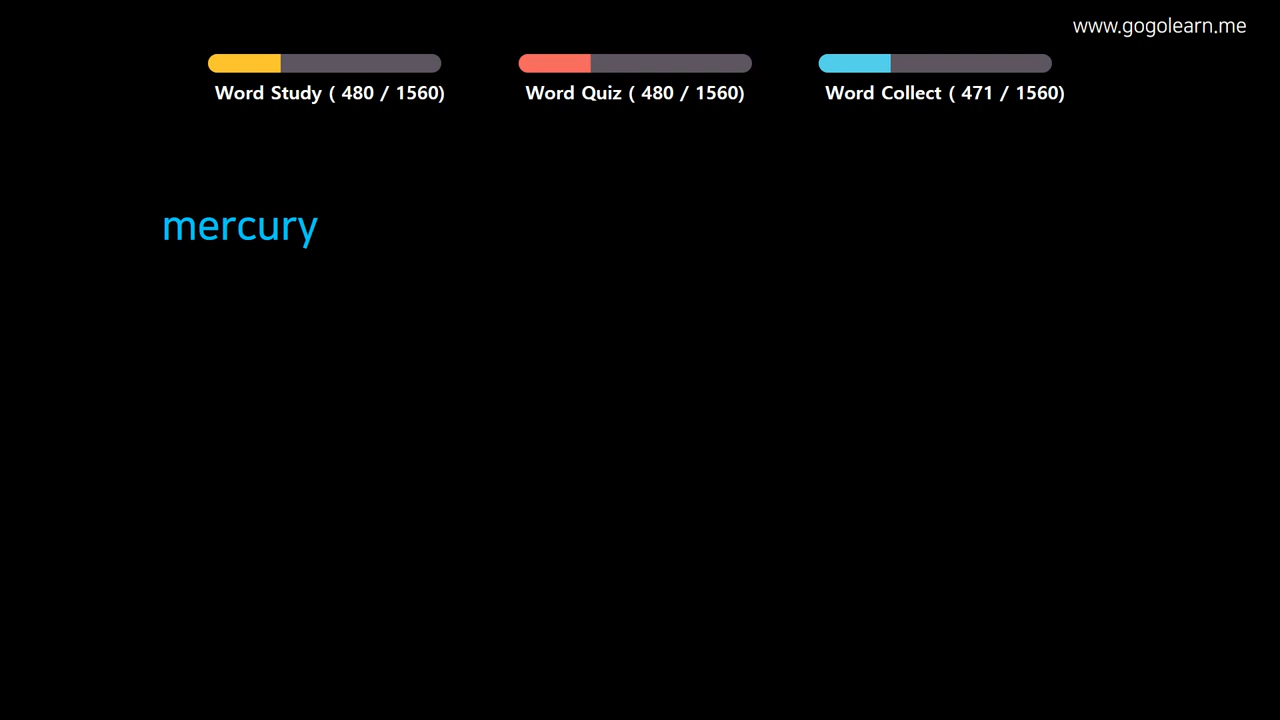 www.gogolearn.me
Word Study ( 480 / 1560)
Word Quiz ( 480 / 1560)
Word Collect ( 471 / 1560)
mercury